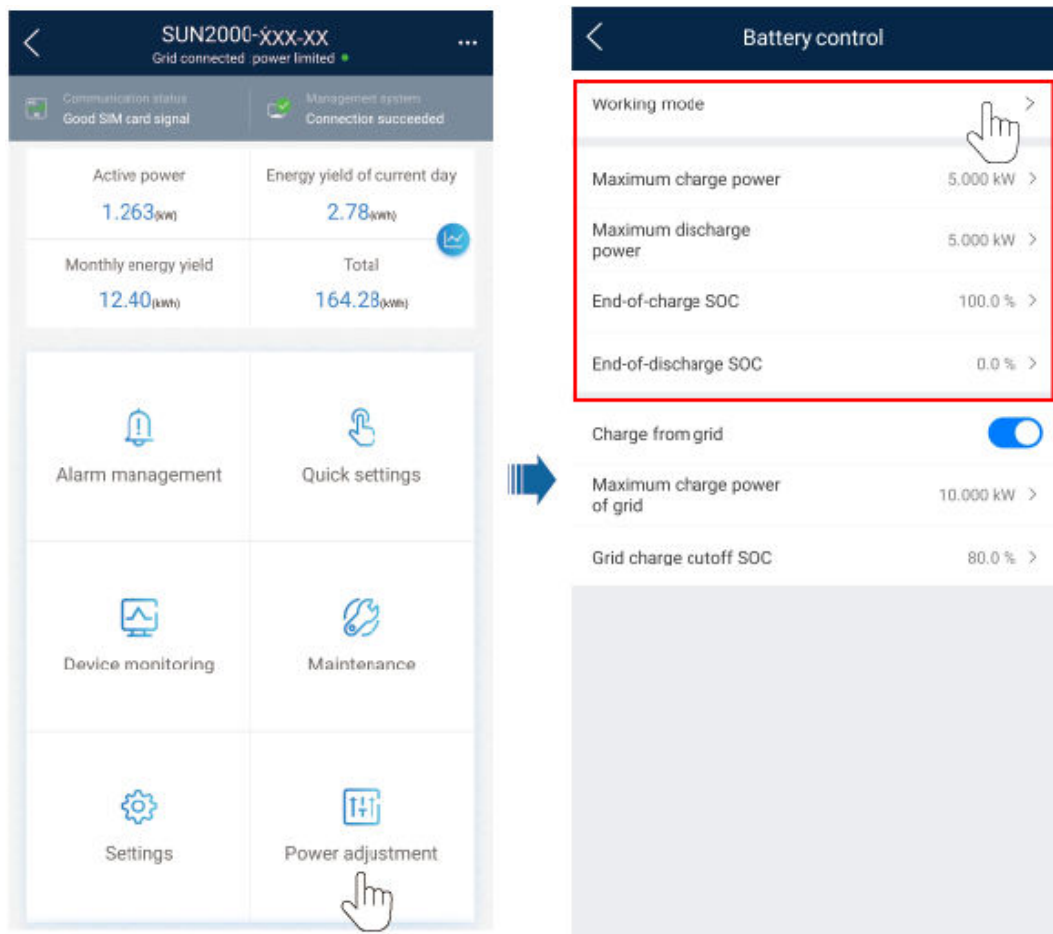 SUN2000-XXX-XX
Grid connected :power limited
Communication status
Good SIM card signal
Management system
Connection succeeded
Active power
1.263(kW)
Energy yield of current day
2.78(kWh)
Monthly energy yield
12.40(kWh)
Total
164.28(kWh)
Alarm management
Quick settings
Device monitoring
Maintenance
Settings
Power adjustment
Battery control
Working mode
Maximum charge power
5.000 kW
Maximum discharge
power
5.000 kW
End-of-charge SOC
100.0 %
End-of-discharge SOC
0.0 %
Charge from grid
Maximum charge power
of grid
10.000 kW
Grid charge cutoff SOC
80.0 %